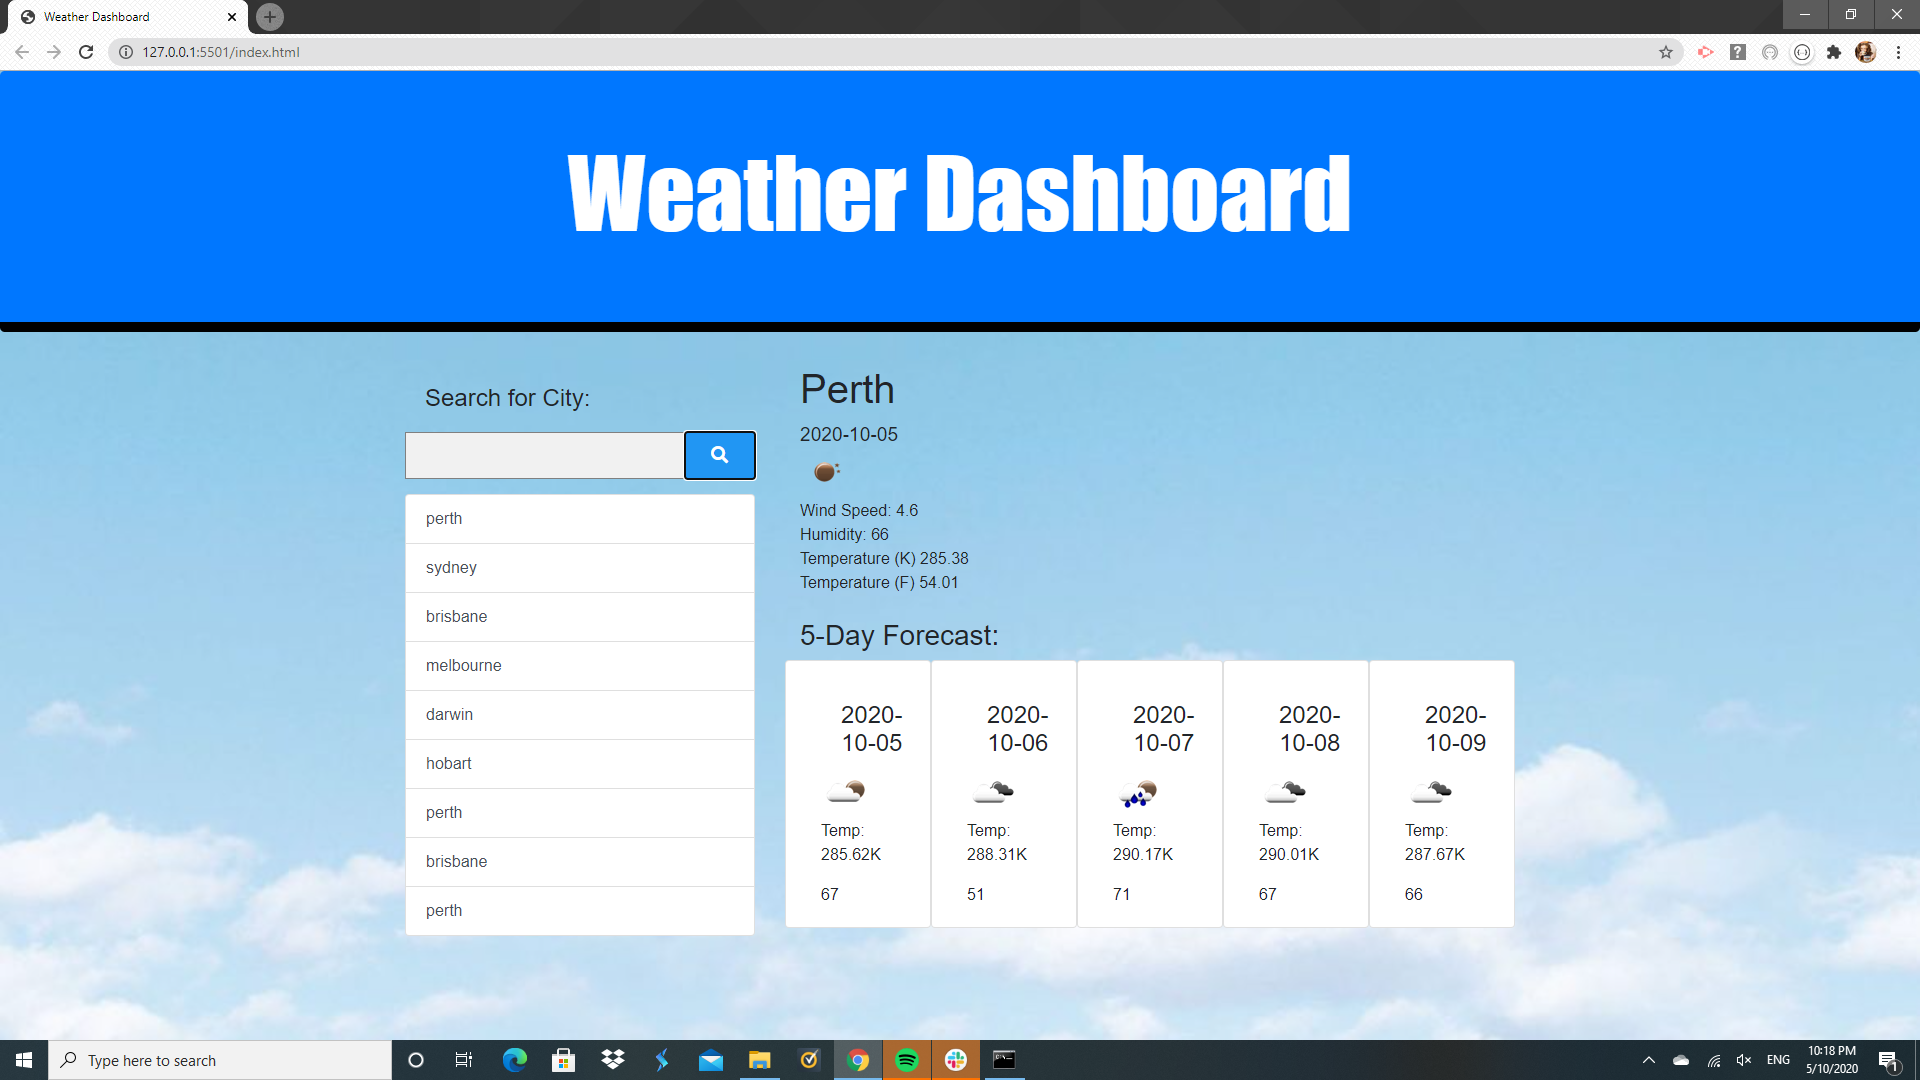 Weather Dashboard
127.0.0.1:5501/index.html
Weather Dashboard
Search for City:
perth
sydney
brisbane
melbourne
darwin
hobart
perth
brisbane
perth
Perth
2020-10-05
Wind Speed: 4.6
Humidity: 66
Temperature (K) 285.38
Temperature (F) 54.01
5-Day Forecast:
2020-
10-05
Temp:
285.62K
67
2020-
10-06
Temp:
288.31K
51
2020-
10-07
Temp:
290.17K
71
2020-
10-08
Temp:
290.01K
67
2020-
10-09
Temp:
287.67K
66
Type here to search
ENG
10:18 PM
5/10/2020
1